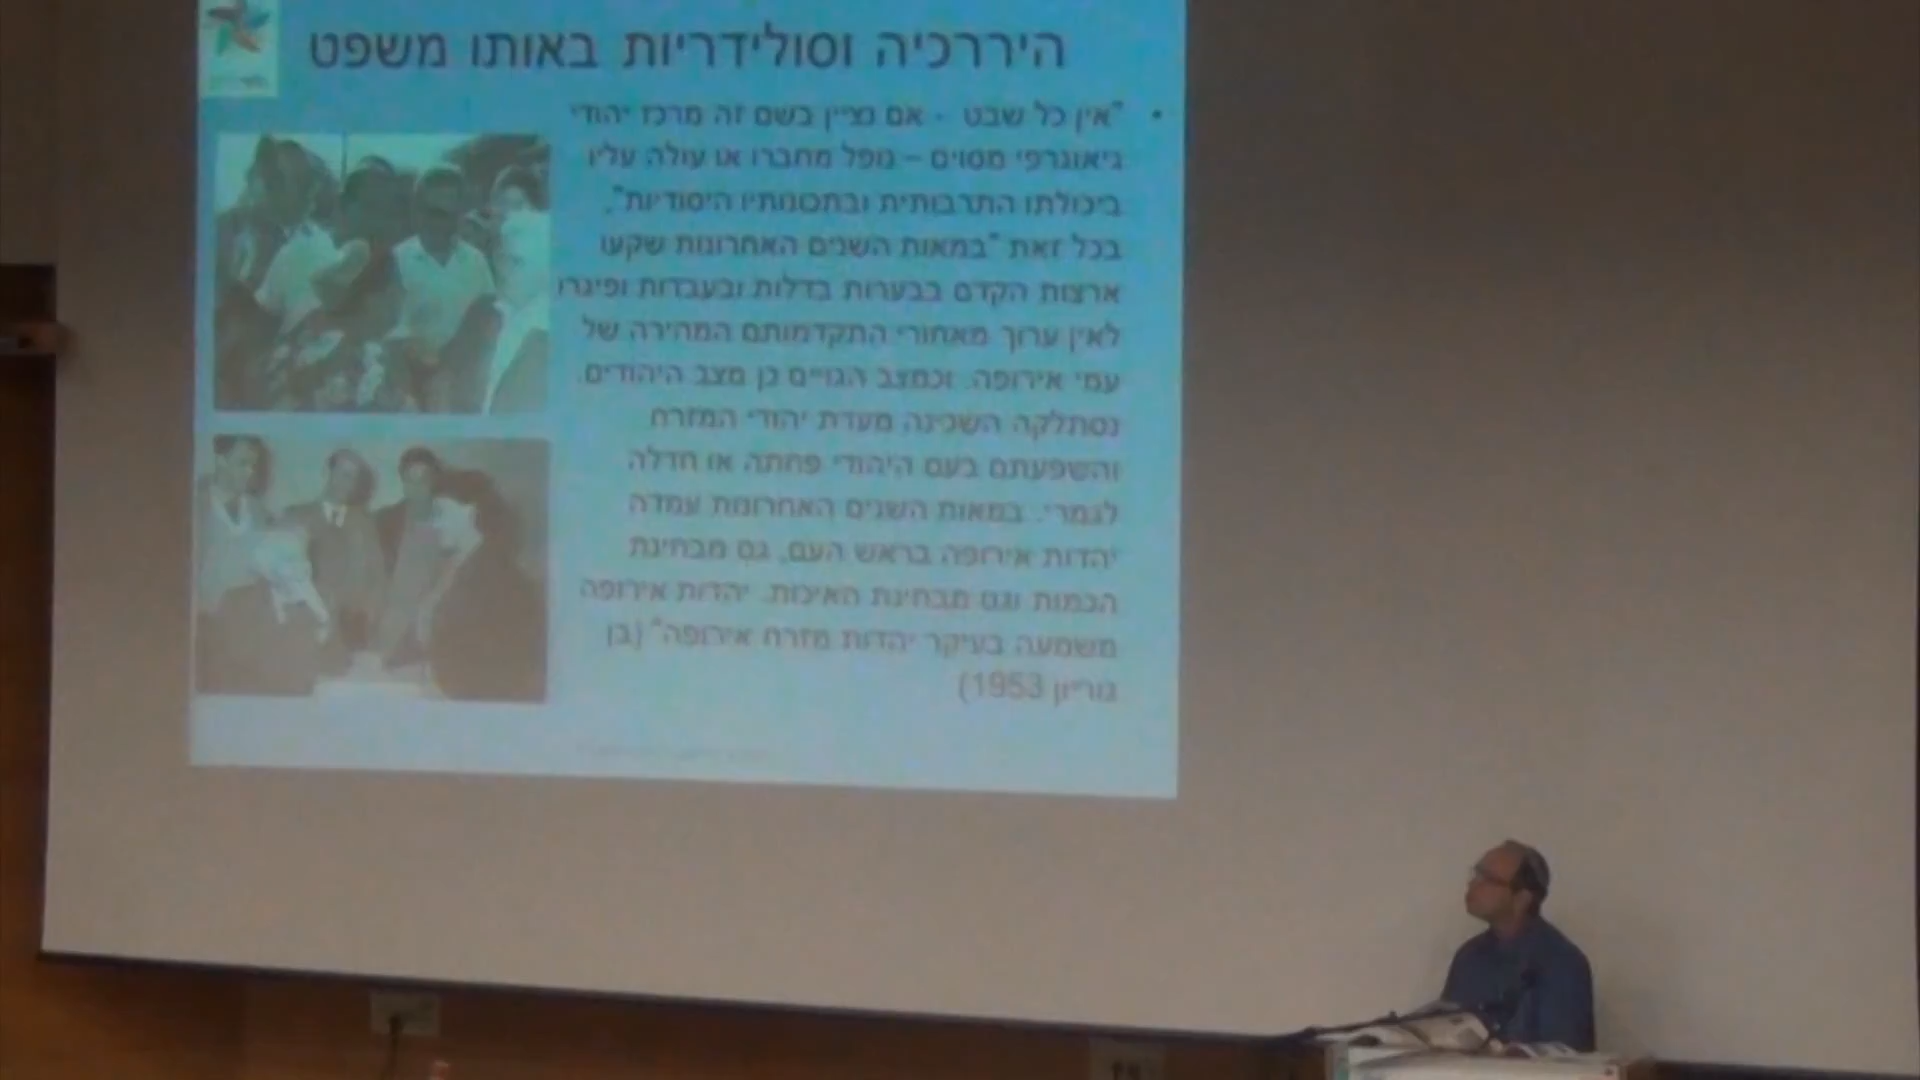 היררכיה וסולידריות באותו משפט
• "אין כל שבט - אם נציין בשם זה מרכז יהודי
גיאוגרפי מסוים – נופל מחברו או עולה עליו
ביכולתו התרבותית ובתכונותיו היסודיות",
בכל זאת "במאות השנים האחרונות שקעו
ארצות הקדם בבערות בדלות ובעבדות ופיגרו
לאין ערוך מאחורי התקדמותם המהירה של
עמי אירופה. וכמצב הגויים כן מצב היהודים.
נסתלקה השכינה מעדת יהודי המזרח
והשפעתם בעם היהודי פחתה או חדלה
לגמרי. במאות השנים האחרונות עמדה
יהדות אירופה בראש העם, גם מבחינת
הכמות וגם מבחינת האיכות. יהדות אירופה
משמעה בעיקר יהדות מזרח אירופה" (בן
גוריון 1953)